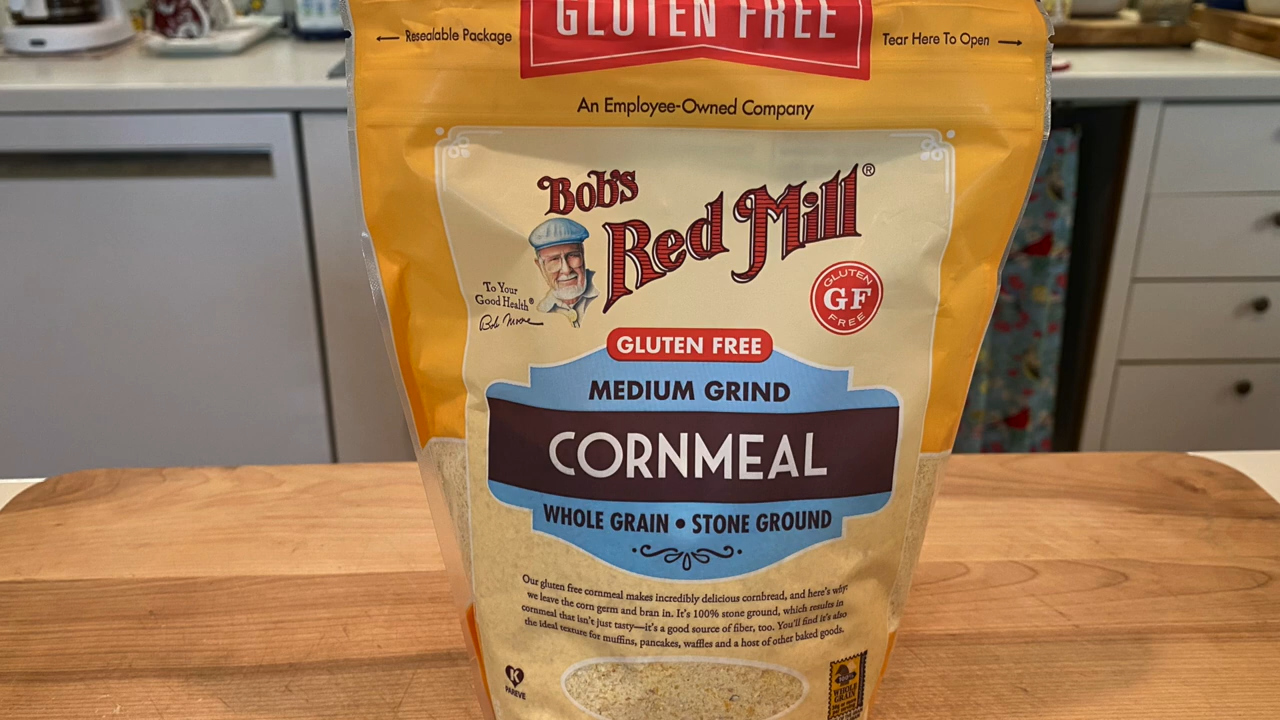 GLUTEN FREE
← Resealable Package
Tear Here To Open →
An Employee-Owned Company
Bob's
Red Mill®
To Your
Good Health®
Bob Moore
GLUTEN
GF
FREE
GLUTEN FREE
MEDIUM GRIND
CORNMEAL
WHOLE GRAIN • STONE GROUND
Our gluten free cornmeal makes incredibly delicious cornbread, and here's why:
we leave the corn germ and bran in. It's 100% stone ground, which results in
cornmeal that isn't just tasty—it's a good source of fiber, too. You'll find it's also
the ideal texture for muffins, pancakes, waffles and a host of other baked goods.
K
PAREVE
WHOLE
GRAIN